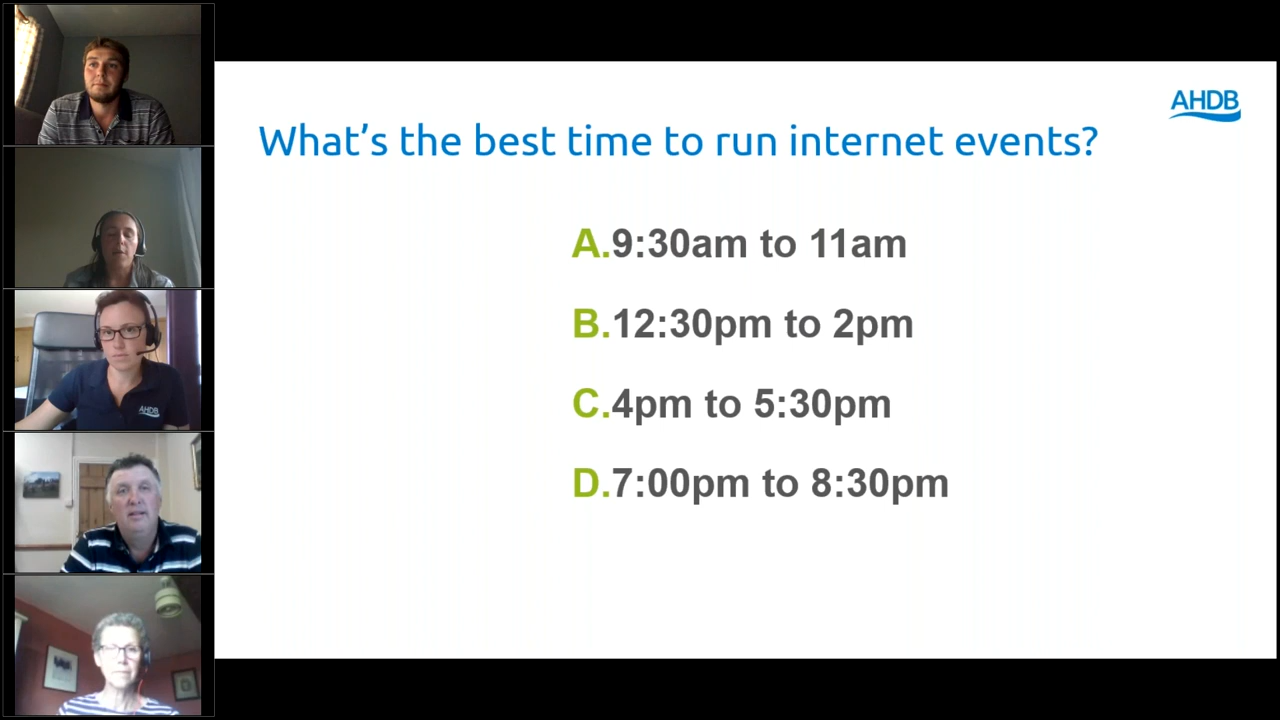 AHDB
What's the best time to run internet events?
A.9:30am to 11am
B.12:30pm to 2pm
C.4pm to 5:30pm
D.7:00pm to 8:30pm
AHDB